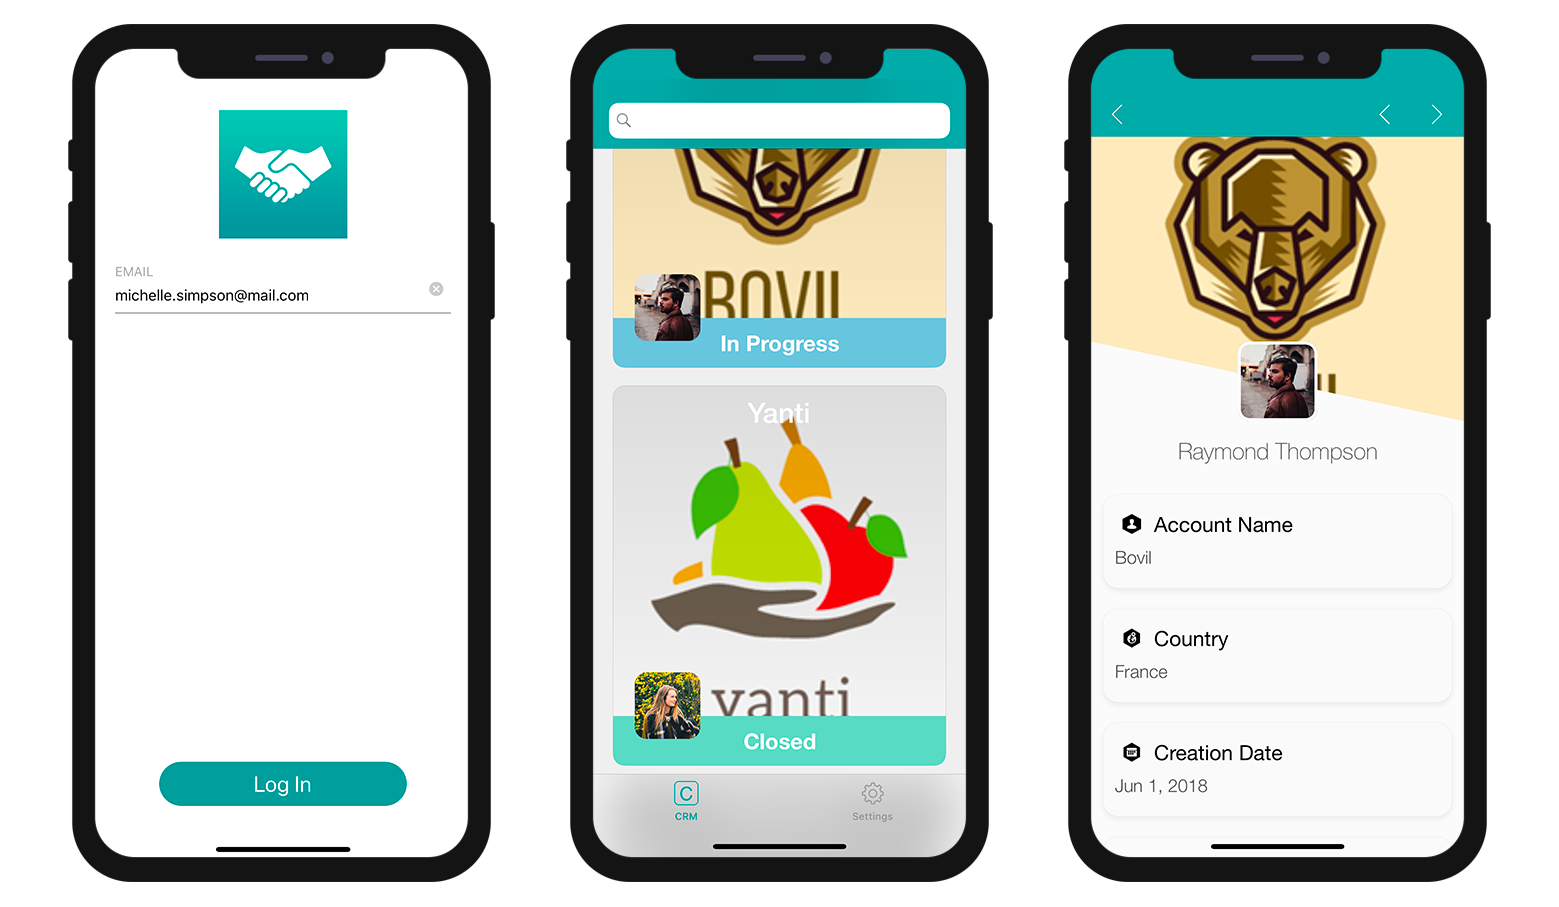 EMAIL
michelle.simpson@mail.com
Log In
BOVIL
In Progress
Yanti
yanti
Closed
C
CRM
Settings
Raymond Thompson
Account Name
Bovil
Country
France
Creation Date
Jun 1, 2018